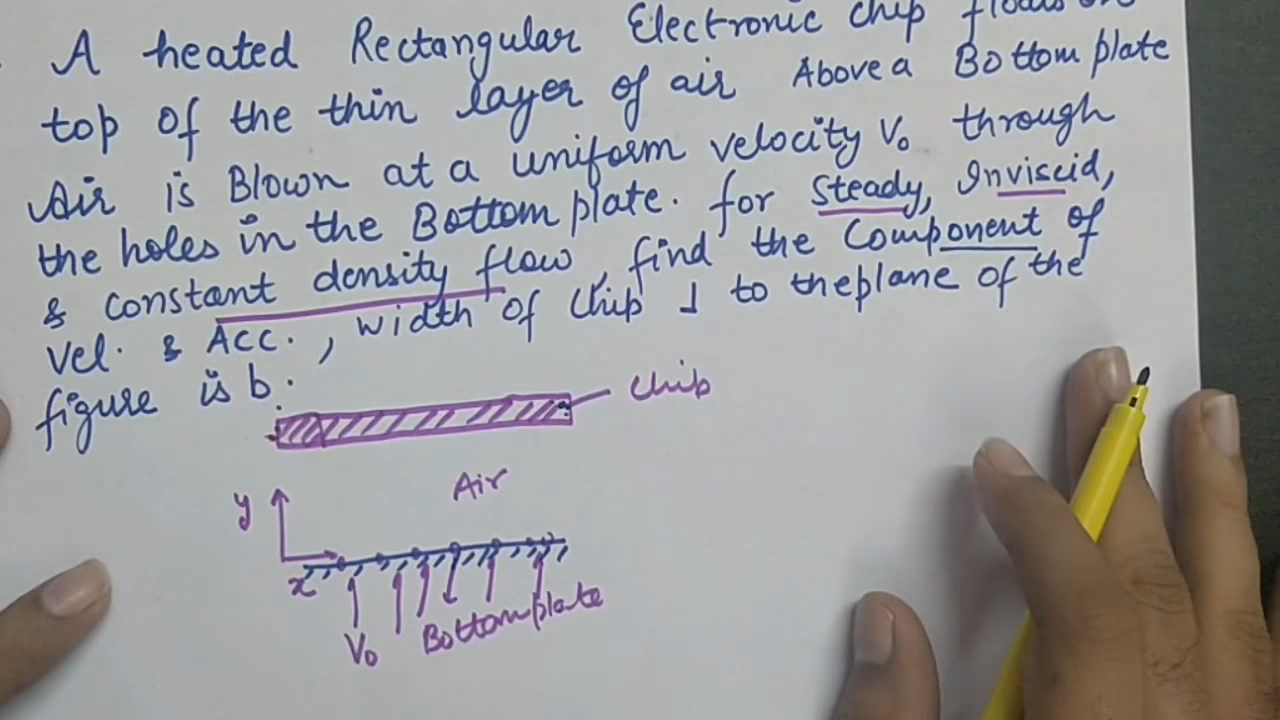 A heated Rectangular Electronic chip floats on
top of the thin layer of air Above a Bottom plate
Air is Blown at a uniform velocity V₀ through
the holes in the Bottom plate. for Steady, Inviscid,
& constant density flow, find the Component of
Vel. & Acc., width of Chip ⊥ to the plane of the
figure is b.
Chip
Air
y
x
V₀
Bottom plate